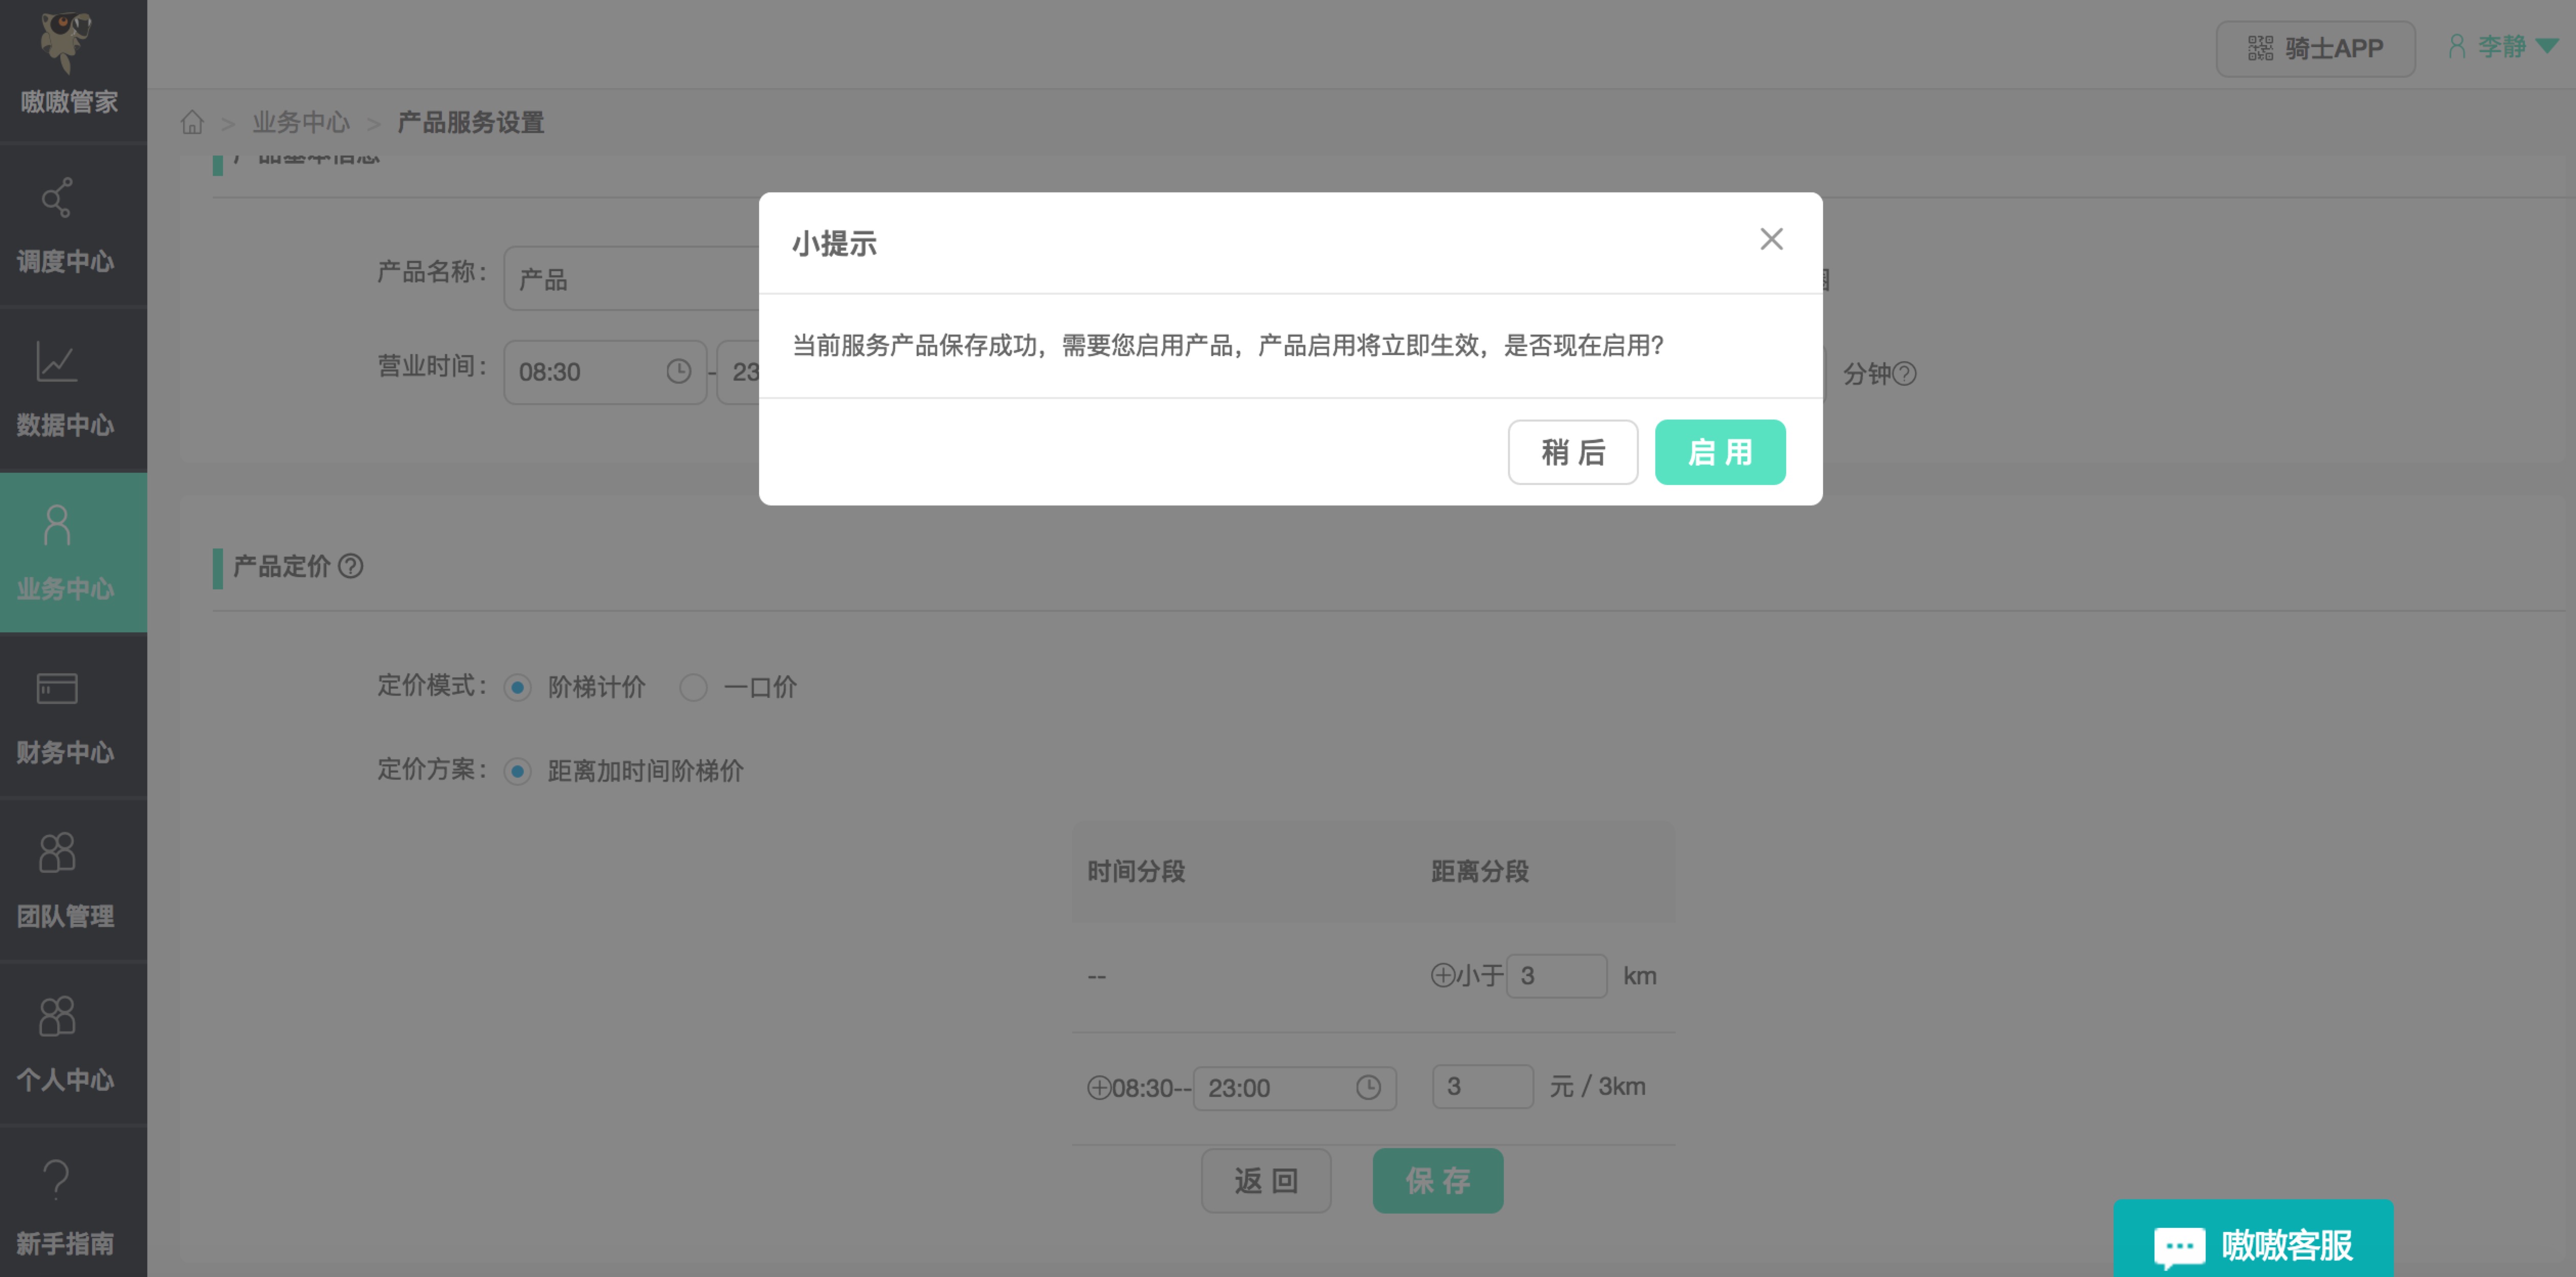 嗷嗷管家
骑士APP
李静
业务中心 > 产品服务设置
产品基本信息
调度中心
数据中心
业务中心
财务中心
团队管理
个人中心
新手指南
小提示
当前服务产品保存成功，需要您启用产品，产品启用将立即生效，是否现在启用?
稍后 启用
产品名称： 产品
营业时间： 08:30 - 23
分钟
产品定价
定价模式： 阶梯计价 一口价
定价方案： 距离加时间阶梯价
时间分段 距离分段
-- 小于 3 km
08:30-- 23:00 3 元 / 3km
返回 保存
嗷嗷客服